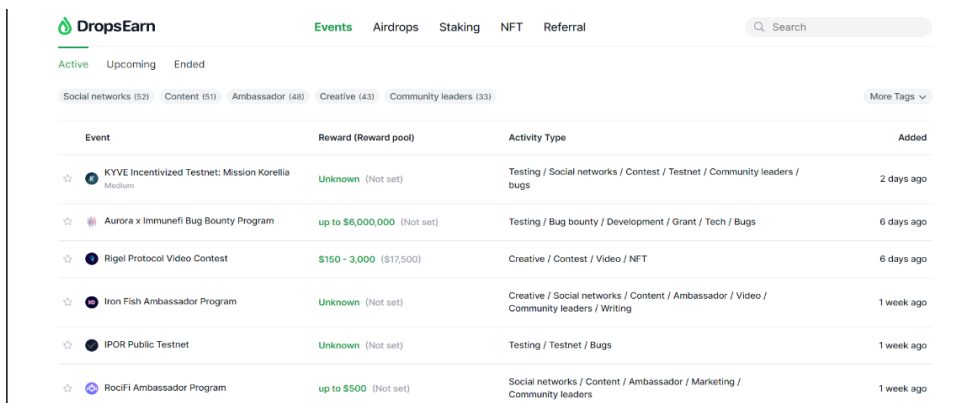 DropsEarn
Events Airdrops Staking NFT Referral
Search
Active Upcoming Ended
Social networks (52) Content (51) Ambassador (48) Creative (43) Community leaders (33)
More Tags
Event Reward (Reward pool) Activity Type Added
KYVE Incentivized Testnet: Mission Korellia
Medium
Unknown (Not set)
Testing / Social networks / Contest / Testnet / Community leaders /
bugs
2 days ago
Aurora x Immunefi Bug Bounty Program up to $6,000,000 (Not set) Testing / Bug bounty / Development / Grant / Tech / Bugs 6 days ago
Rigel Protocol Video Contest $150 - 3,000 ($17,500) Creative / Contest / Video / NFT 6 days ago
Iron Fish Ambassador Program Unknown (Not set)
Creative / Social networks / Content / Ambassador / Video /
Community leaders / Writing
1 week ago
IPOR Public Testnet Unknown (Not set) Testing / Testnet / Bugs 1 week ago
RociFi Ambassador Program up to $500 (Not set)
Social networks / Content / Ambassador / Marketing /
Community leaders
1 week ago